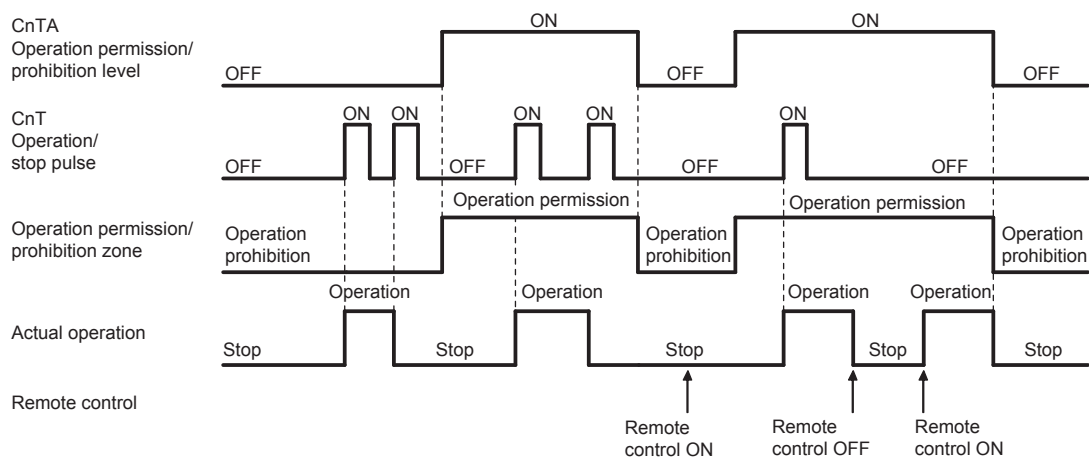 CnTA
Operation permission/
prohibition level
OFF
ON
OFF
ON
OFF
CnT
Operation/
stop pulse
OFF
ON
ON
OFF
ON
ON
OFF
ON
OFF
Operation permission/
prohibition zone
Operation
prohibition
Operation permission
Operation
prohibition
Operation permission
Operation
prohibition
Actual operation
Stop
Operation
Stop
Operation
Stop
Operation
Stop
Operation
Stop
Remote control
Remote
control ON
Remote
control OFF
Remote
control ON